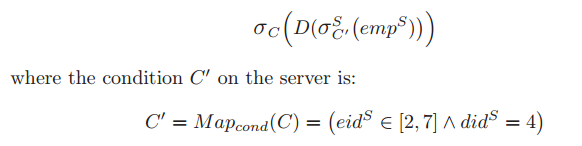 σ_C(D(σ^S_{C′}(emp^S)))
where the condition C′ on the server is:
C′ = Map_{cond}(C) = (eid^S ∈ [2, 7] ∧ did^S = 4)